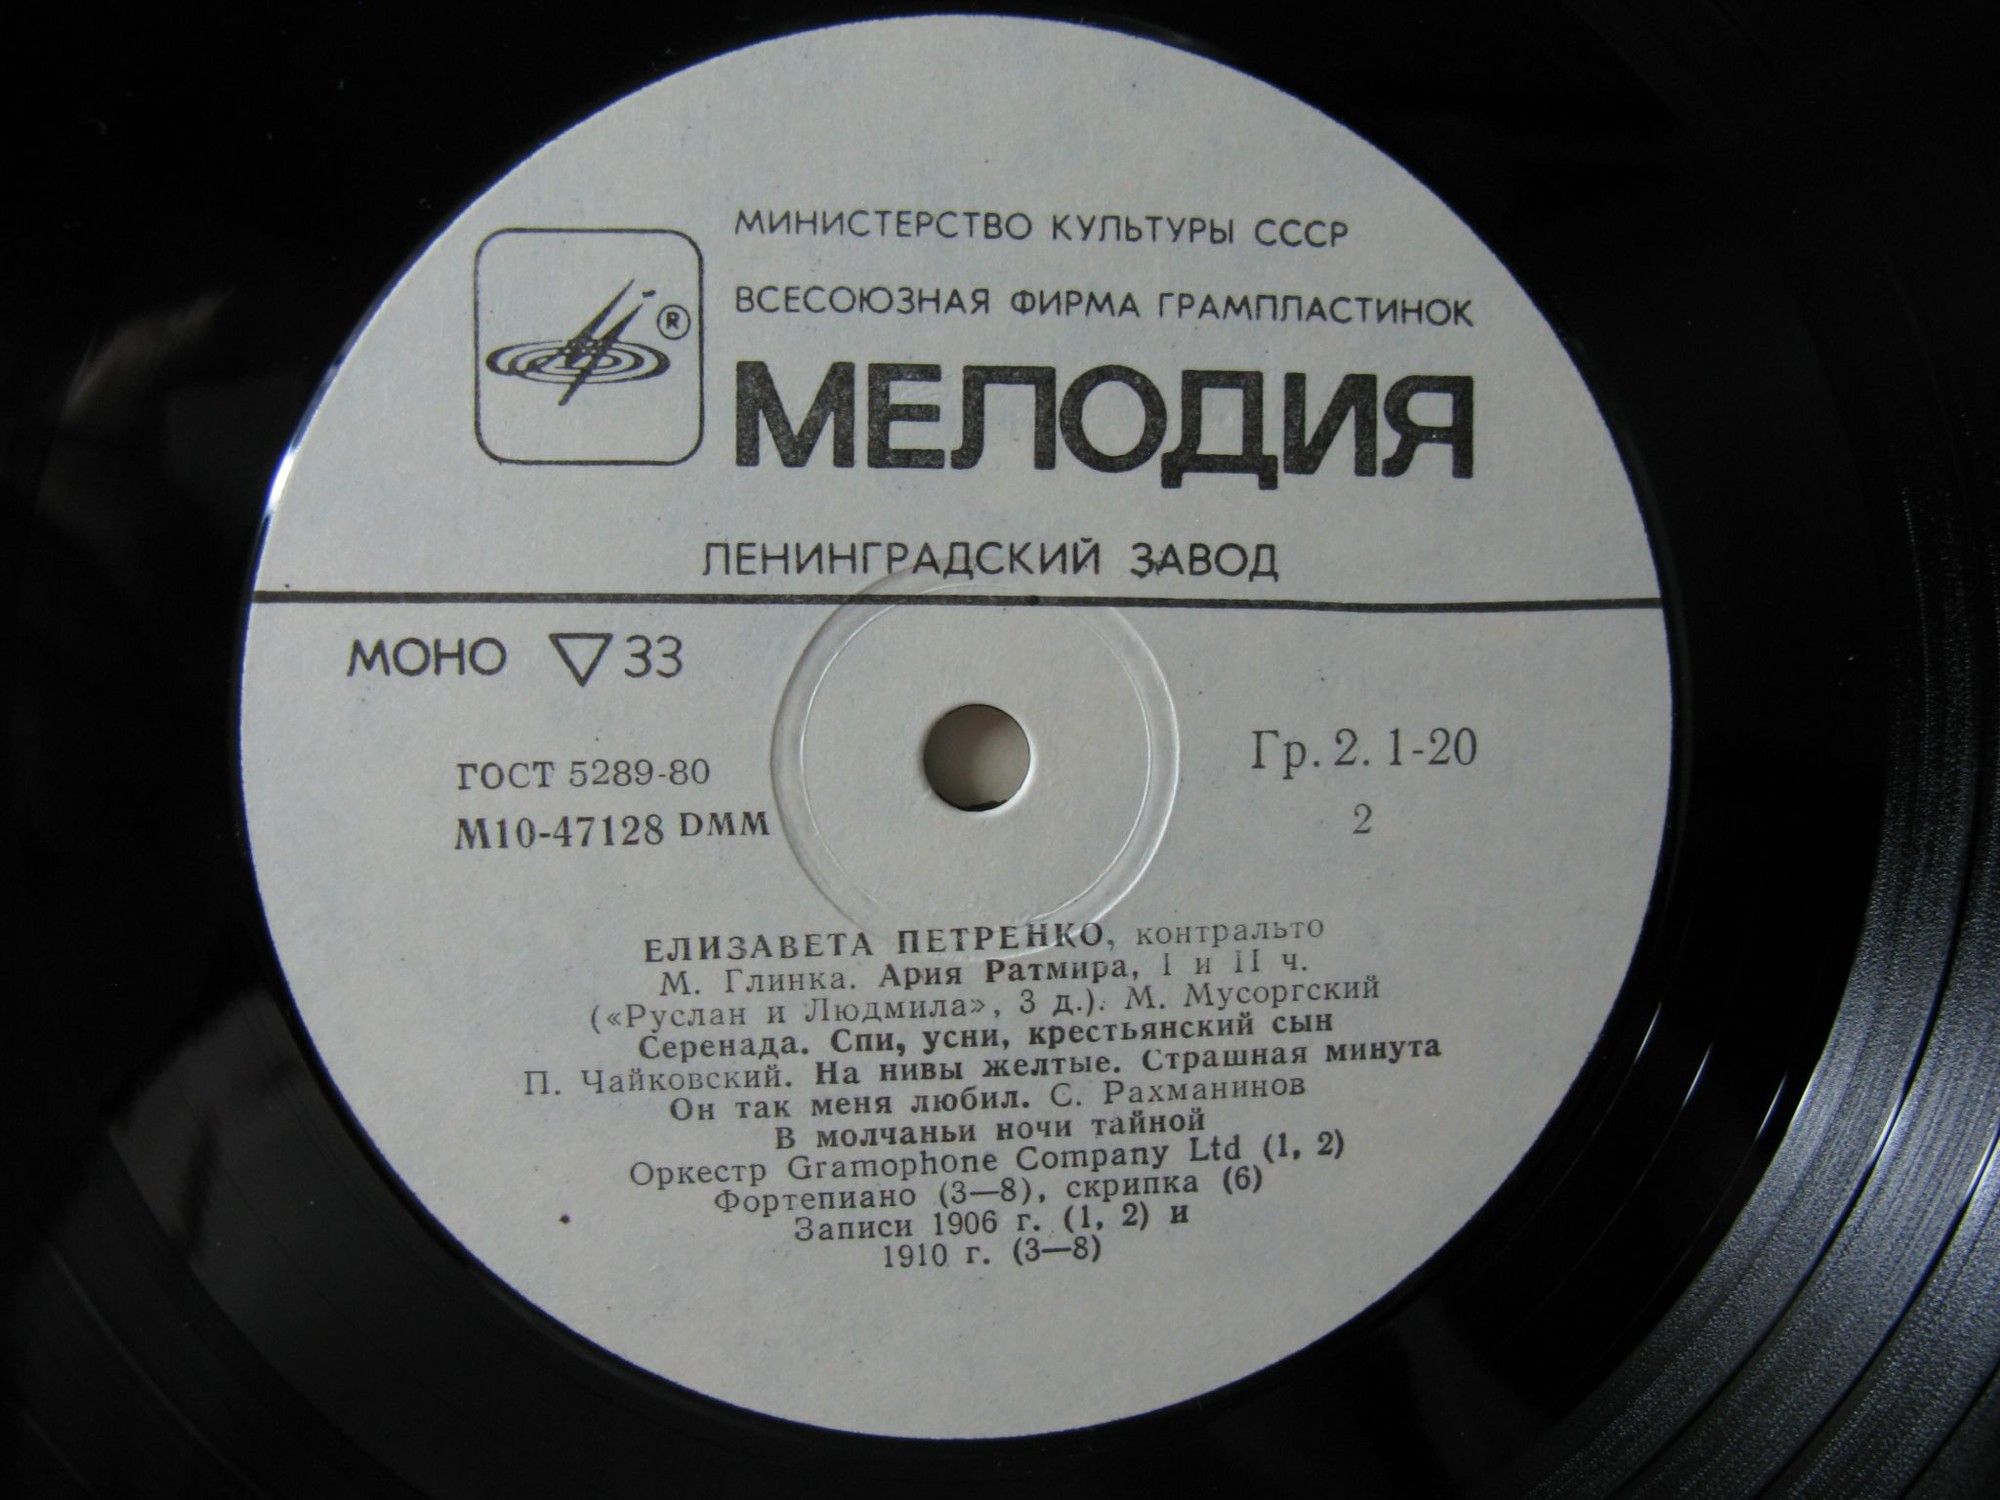 МИНИСТЕРСТВО КУЛЬТУРЫ СССР
ВСЕСОЮЗНАЯ ФИРМА ГРАМПЛАСТИНОК
®
МЕЛОДИЯ
ЛЕНИНГРАДСКИЙ ЗАВОД
МОНО ▽ 33
ГОСТ 5289-80
Гр. 2. 1-20
М10-47128 DMM
2
ЕЛИЗАВЕТА ПЕТРЕНКО, контральто
М. Глинка. Ария Ратмира, I и II ч.
(«Руслан и Людмила», 3 д.). М. Мусоргский
Серенада. Спи, усни, крестьянский сын
П. Чайковский. На нивы желтые. Страшная минута
Он так меня любил. С. Рахманинов
В молчаньи ночи тайной
Оркестр Gramophone Company Ltd (1, 2)
Фортепиано (3—8), скрипка (6)
Записи 1906 г. (1, 2) и
1910 г. (3—8)